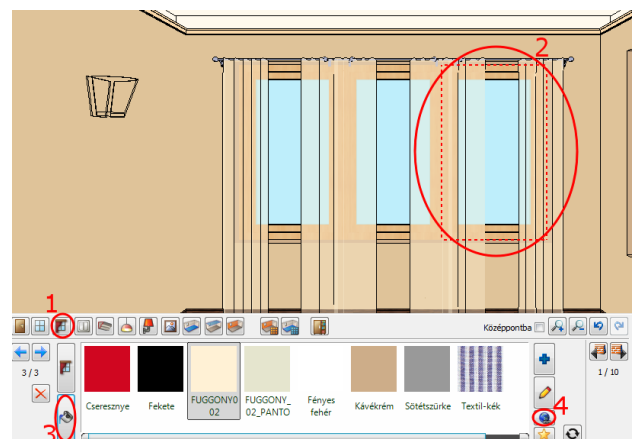 2
1
Középpontba
3 / 3
1 / 10
Cseresznye
Fekete
FUGGONY0
02
FUGGONY_
02_PANTO
Fényes
fehér
Kávékrém
Sötétszürke
Textil-kék
4
3